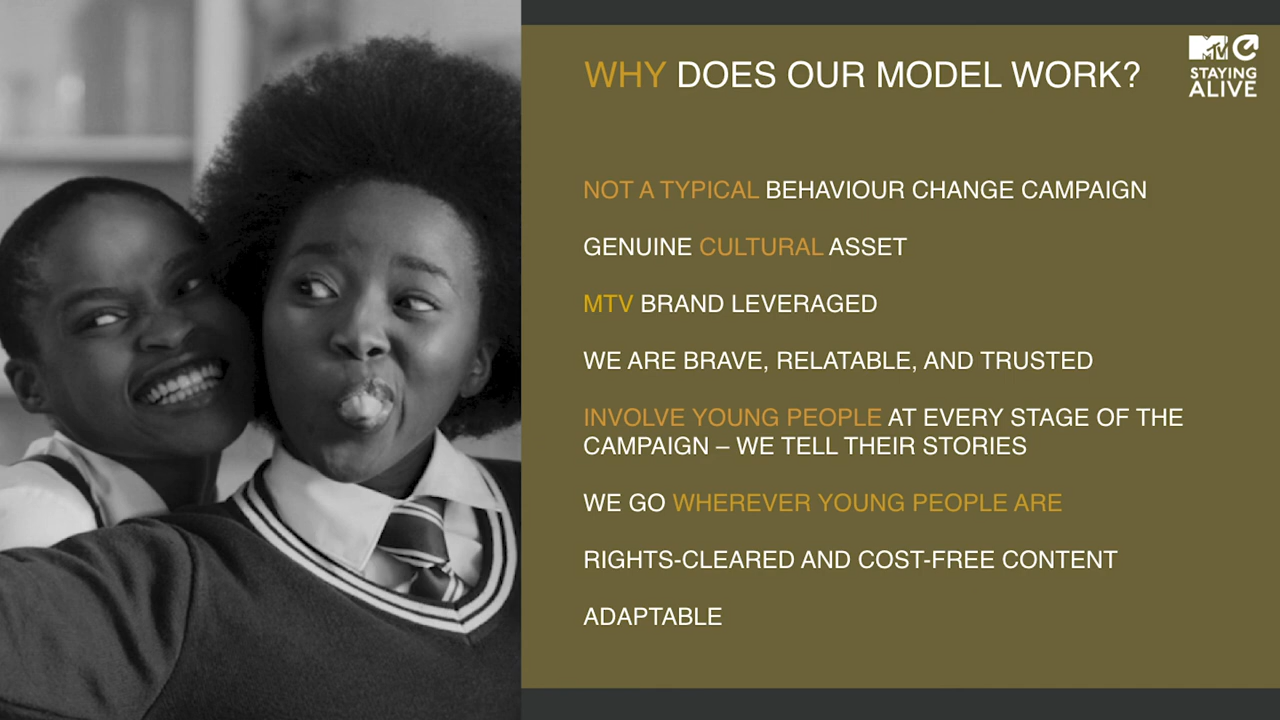 WHY DOES OUR MODEL WORK?
MTV
STAYING
ALIVE
NOT A TYPICAL BEHAVIOUR CHANGE CAMPAIGN
GENUINE CULTURAL ASSET
MTV BRAND LEVERAGED
WE ARE BRAVE, RELATABLE, AND TRUSTED
INVOLVE YOUNG PEOPLE AT EVERY STAGE OF THE
CAMPAIGN – WE TELL THEIR STORIES
WE GO WHEREVER YOUNG PEOPLE ARE
RIGHTS-CLEARED AND COST-FREE CONTENT
ADAPTABLE